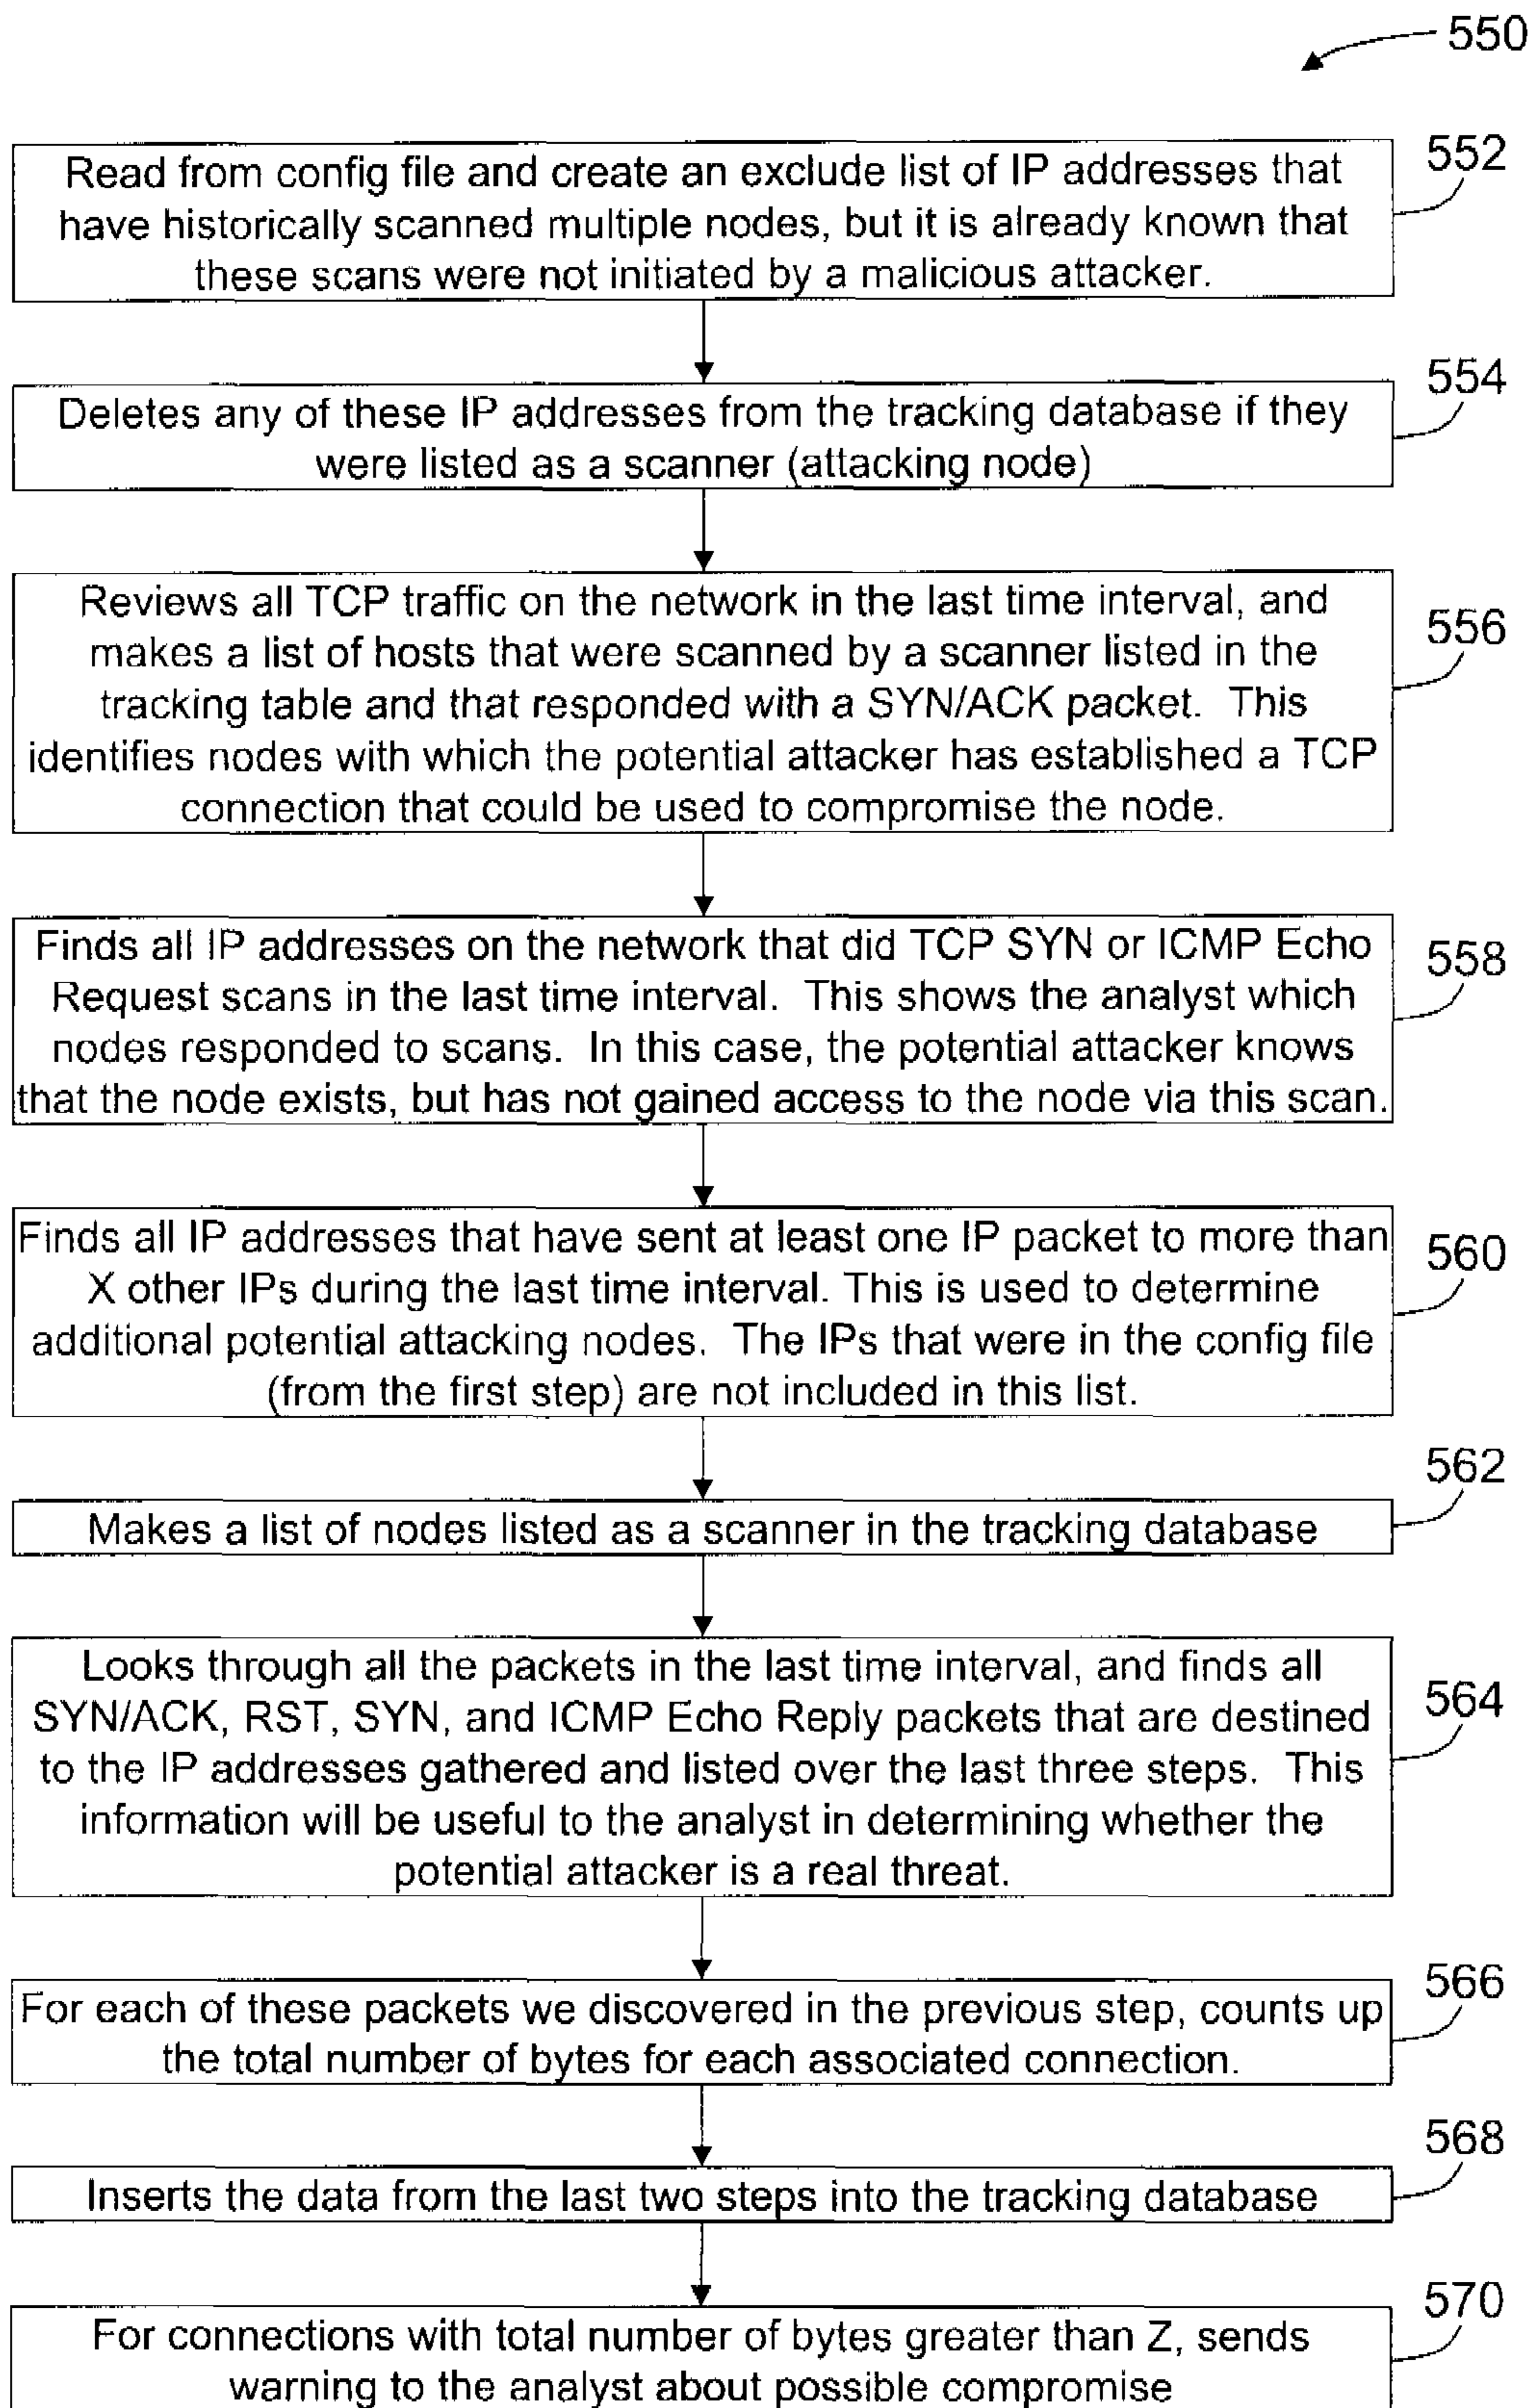 550
552
Read from config file and create an exclude list of IP addresses that
have historically scanned multiple nodes, but it is already known that
these scans were not initiated by a malicious attacker.
554
Deletes any of these IP addresses from the tracking database if they
were listed as a scanner (attacking node)
556
Reviews all TCP traffic on the network in the last time interval, and
makes a list of hosts that were scanned by a scanner listed in the
tracking table and that responded with a SYN/ACK packet. This
identifies nodes with which the potential attacker has established a TCP
connection that could be used to compromise the node.
558
Finds all IP addresses on the network that did TCP SYN or ICMP Echo
Request scans in the last time interval. This shows the analyst which
nodes responded to scans. In this case, the potential attacker knows
that the node exists, but has not gained access to the node via this scan.
560
Finds all IP addresses that have sent at least one IP packet to more than
X other IPs during the last time interval. This is used to determine
additional potential attacking nodes. The IPs that were in the config file
(from the first step) are not included in this list.
562
Makes a list of nodes listed as a scanner in the tracking database
564
Looks through all the packets in the last time interval, and finds all
SYN/ACK, RST, SYN, and ICMP Echo Reply packets that are destined
to the IP addresses gathered and listed over the last three steps. This
information will be useful to the analyst in determining whether the
potential attacker is a real threat.
566
For each of these packets we discovered in the previous step, counts up
the total number of bytes for each associated connection.
568
Inserts the data from the last two steps into the tracking database
570
For connections with total number of bytes greater than Z, sends
warning to the analyst about possible compromise